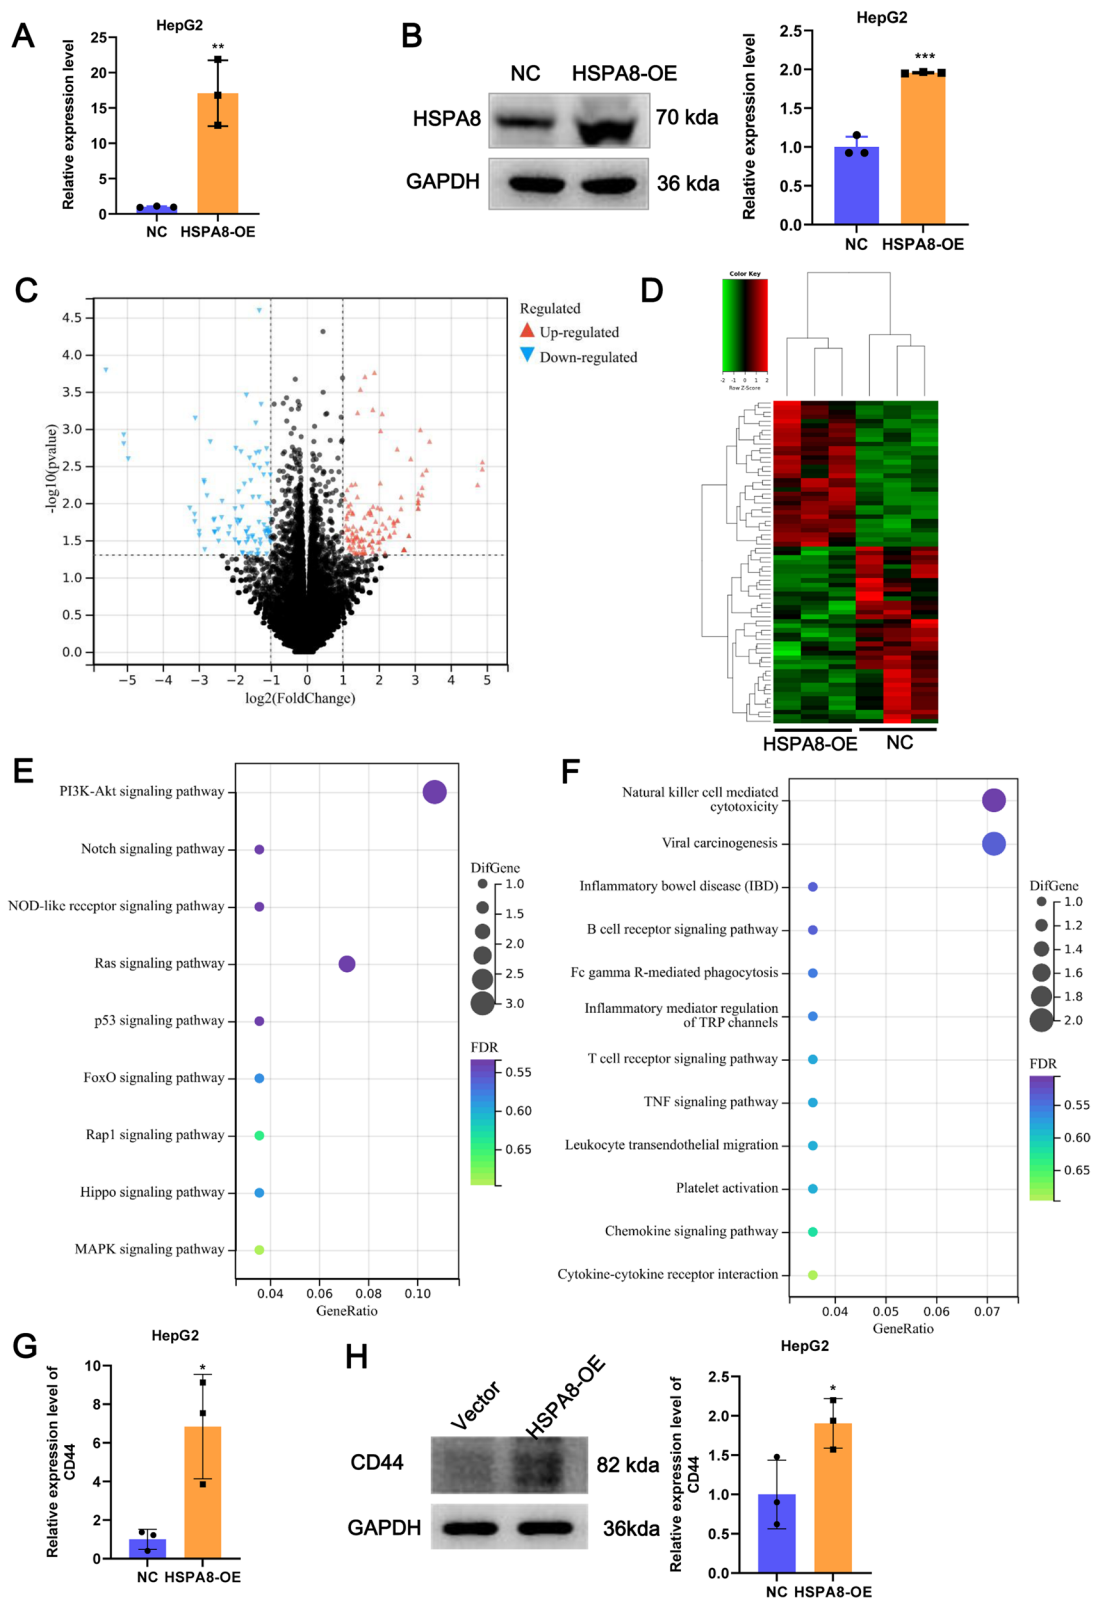 A
HepG2
Relative expression level
25
20
15
10
5
0
**
NC
HSPA8-OE
B
NC
HSPA8-OE
HSPA8
70 kda
GAPDH
36 kda
HepG2
Relative expression level
2.5
2.0
1.5
1.0
0.5
0.0
***
NC
HSPA8-OE
C
-log10(pvalue)
4.5
4.0
3.5
3.0
2.5
2.0
1.5
1.0
0.5
0.0
−5
−4
−3
−2
−1
0
1
2
3
4
5
log2(FoldChange)
Regulated
Up-regulated
Down-regulated
D
Color Key
-2 -1 0 1 2
Row Z-Score
HSPA8-OE
NC
E
PI3K-Akt signaling pathway
Notch signaling pathway
NOD-like receptor signaling pathway
Ras signaling pathway
p53 signaling pathway
FoxO signaling pathway
Rap1 signaling pathway
Hippo signaling pathway
MAPK signaling pathway
0.04
0.06
0.08
0.10
GeneRatio
DifGene
1.0
1.5
2.0
2.5
3.0
FDR
0.55
0.60
0.65
F
Natural killer cell mediated
cytotoxicity
Viral carcinogenesis
Inflammatory bowel disease (IBD)
B cell receptor signaling pathway
Fc gamma R-mediated phagocytosis
Inflammatory mediator regulation
of TRP channels
T cell receptor signaling pathway
TNF signaling pathway
Leukocyte transendothelial migration
Platelet activation
Chemokine signaling pathway
Cytokine-cytokine receptor interaction
0.04
0.05
0.06
0.07
GeneRatio
DifGene
1.0
1.2
1.4
1.6
1.8
2.0
FDR
0.55
0.60
0.65
G
HepG2
Relative expression level of
CD44
10
8
6
4
2
0
*
NC
HSPA8-OE
H
Vector
HSPA8-OE
CD44
82 kda
GAPDH
36kda
HepG2
Relative expression level of
CD44
2.5
2.0
1.5
1.0
0.5
0.0
*
NC
HSPA8-OE